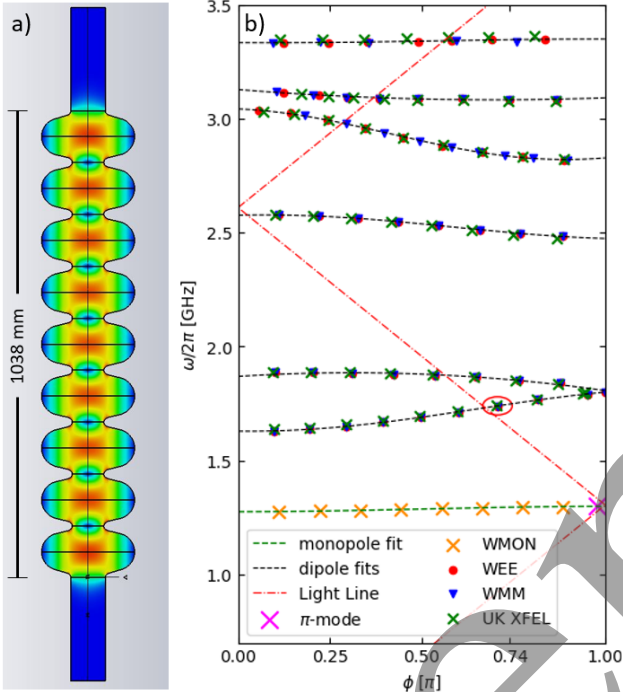 a)
1038 mm
b)
ω/2π [GHz]
3.5
3.0
2.5
2.0
1.5
1.0
monopole fit
dipole fits
Light Line
π-mode
WMON
WEE
WMM
UK XFEL
0.00 0.25 0.50 0.74 1.00
ϕ [π]